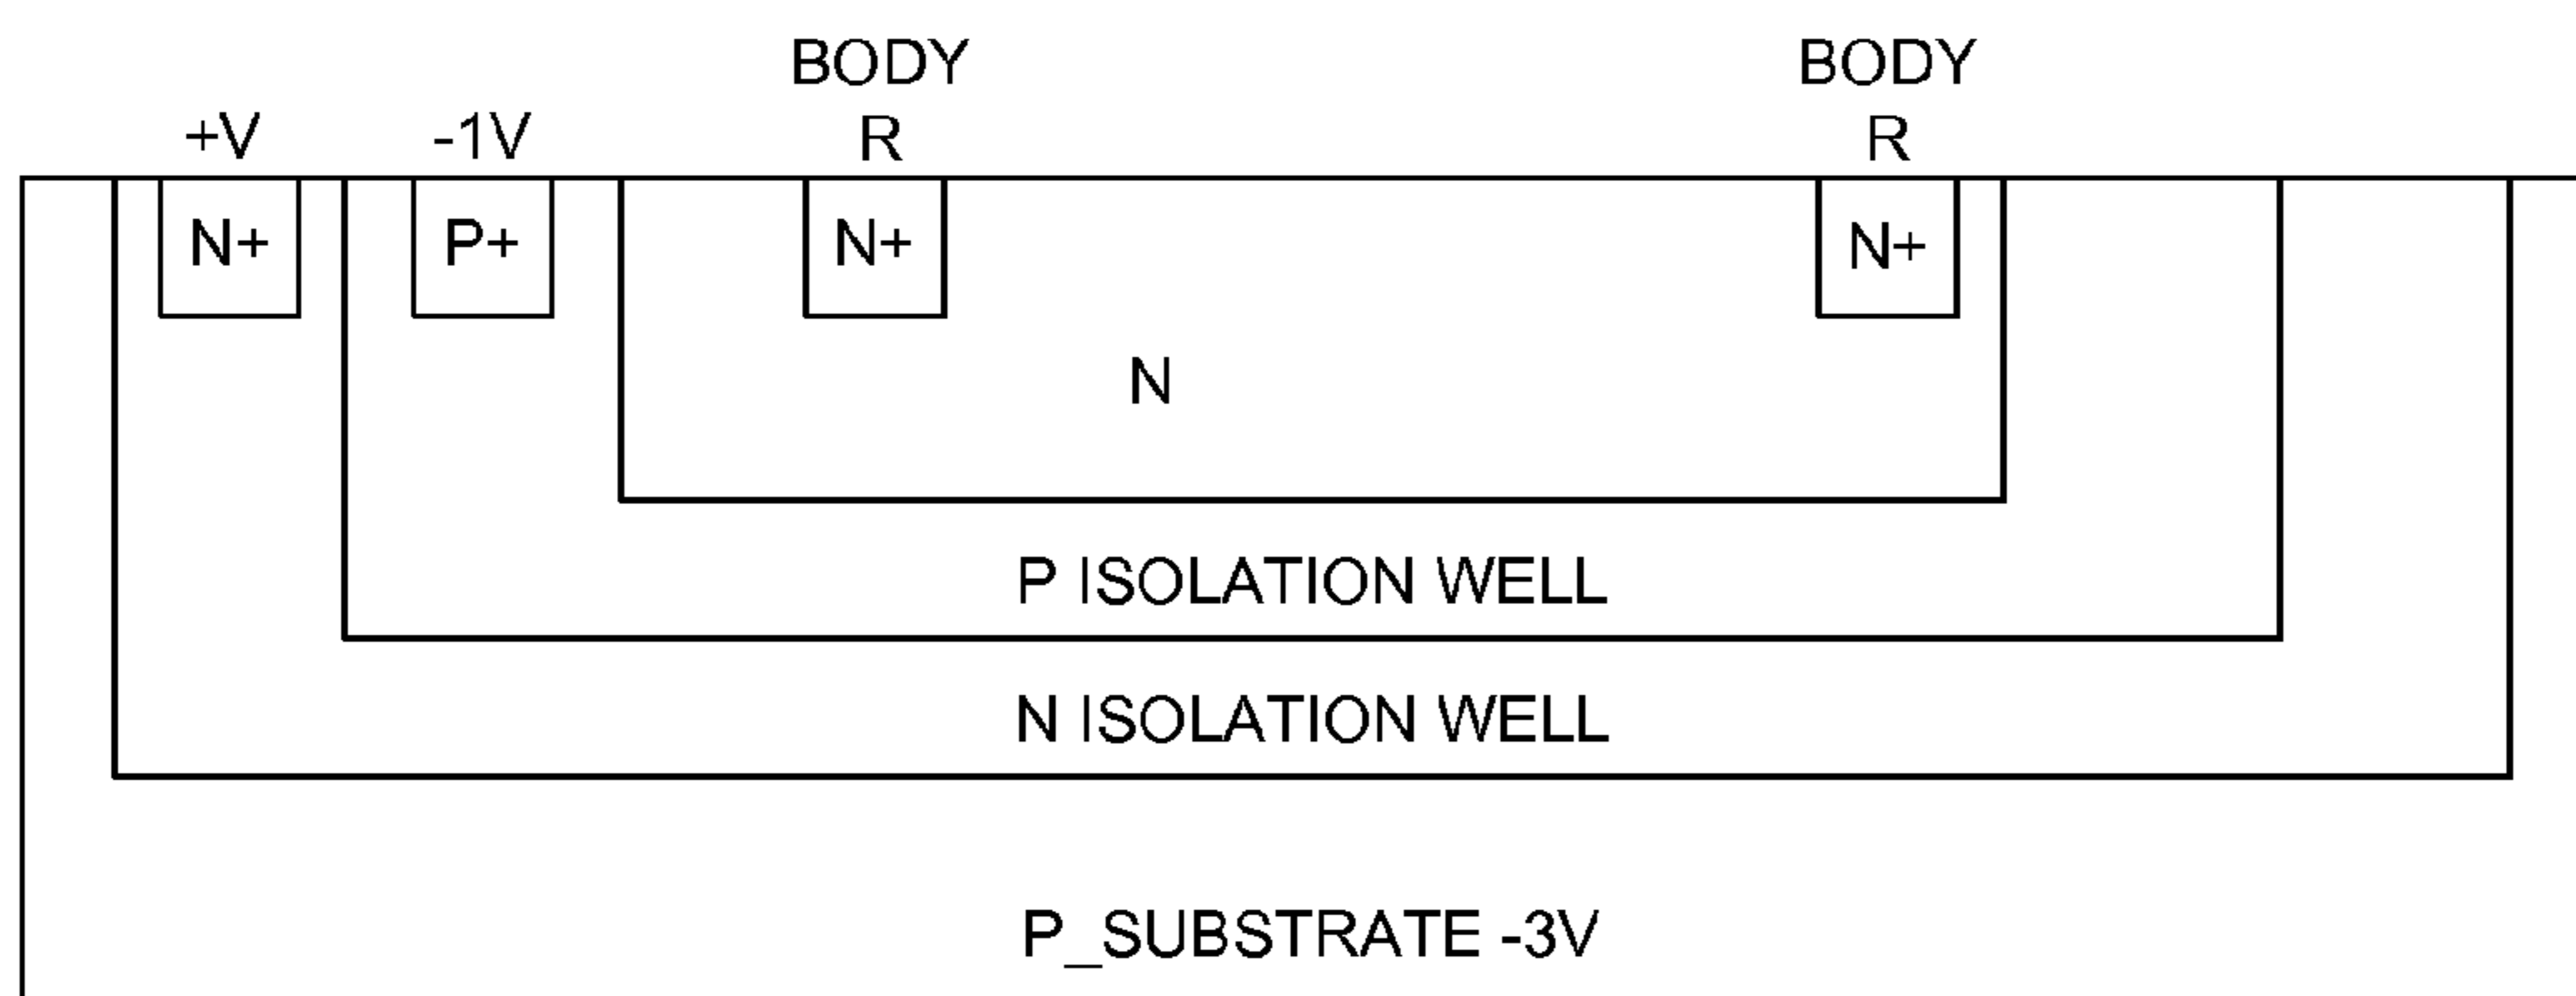 BODY BODY
+V -1V R R
N+ P+ N+ N+
N
P ISOLATION WELL
N ISOLATION WELL
P_SUBSTRATE -3V